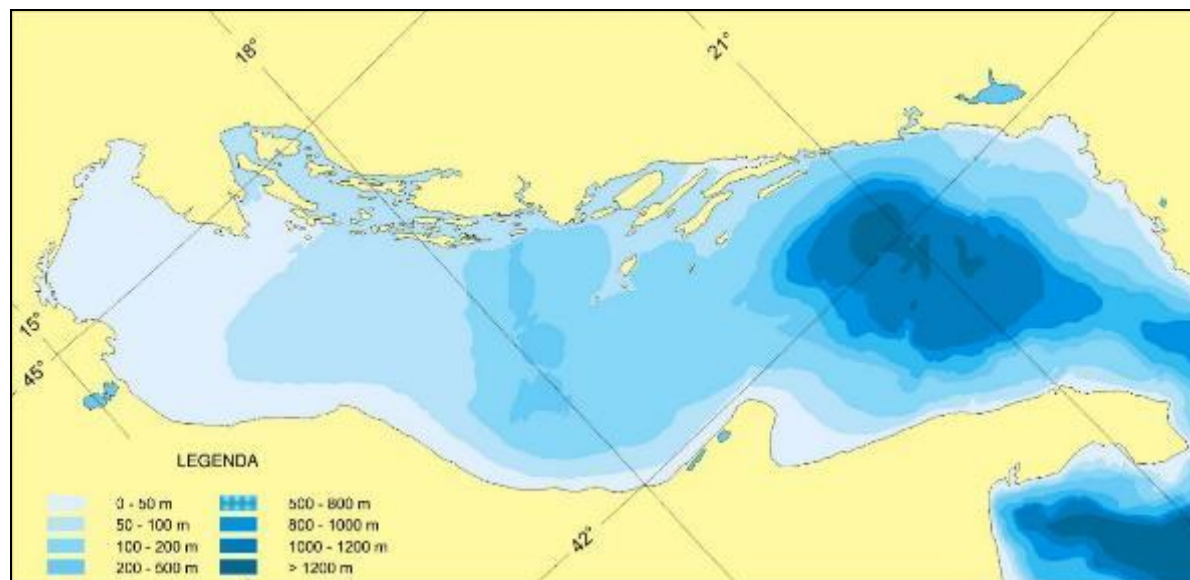 18°
21°
15°
45°
42°
LEGENDA
0 - 50 m
50 - 100 m
100 - 200 m
200 - 500 m
500 - 800 m
800 - 1000 m
1000 - 1200 m
> 1200 m